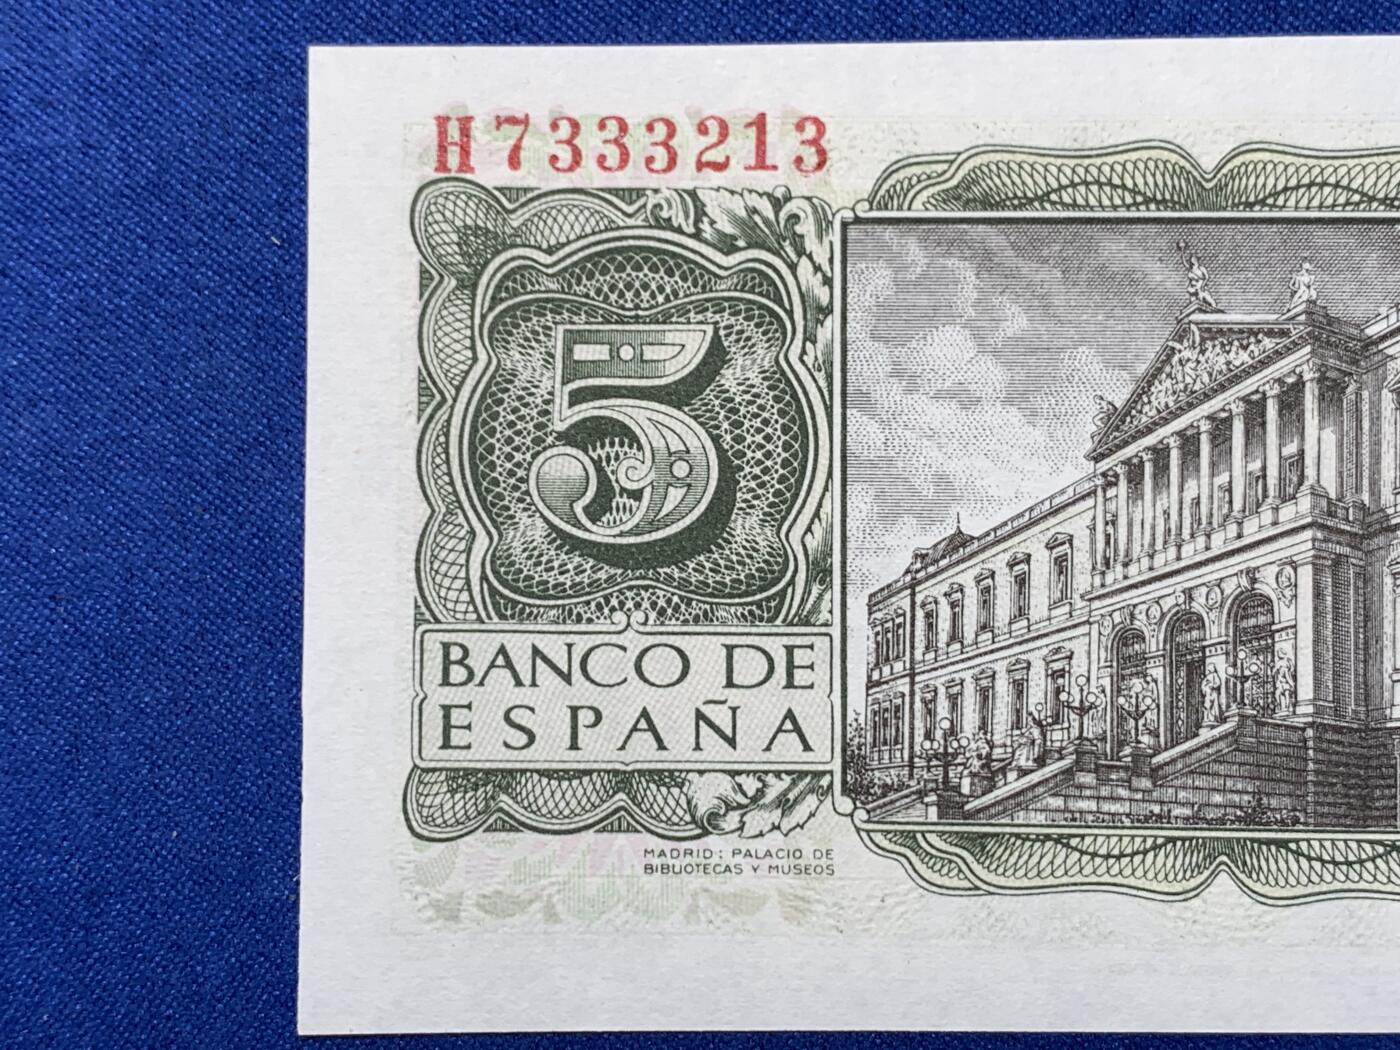 H7333213
5
BANCO DE
ESPAÑA
MADRID: PALACIO DE
BIBLIOTECAS Y MUSEOS